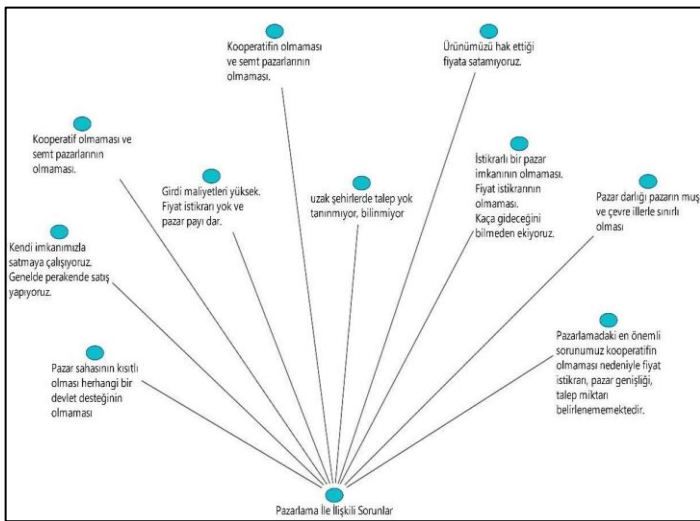 Kooperatifin olmaması
ve semt pazarlarının
olmaması.
Ürünümüzü hak ettiği
fiyata satamıyoruz.
Kooperatif olmaması ve
semt pazarlarının
olmaması.
Girdi maliyetleri yüksek.
Fiyat istikrarı yok ve
pazar payı dar.
uzak şehirlerde talep yok
tanınmıyor, bilinmiyor
İstikrarlı bir pazar
imkanının olmaması.
Fiyat istikrarının
olmaması.
Kaça gideceğini
bilmeden ekiyoruz.
Pazar darlığı pazarın muş
ve çevre illerle sınırlı
olması
Kendi imkanımızla
satmaya çalışıyoruz.
Genelde perakende satış
yapıyoruz.
Pazar sahasının kısıtlı
olması herhangi bir
devlet desteğinin
olmaması
Pazarlamadaki en önemli
sorunumuz kooperatifin
olmaması nedeniyle fiyat
istikrarı, pazar genişliği,
talep miktarı
belirlenememektedir.
Pazarlama İle İlişkili Sorunlar